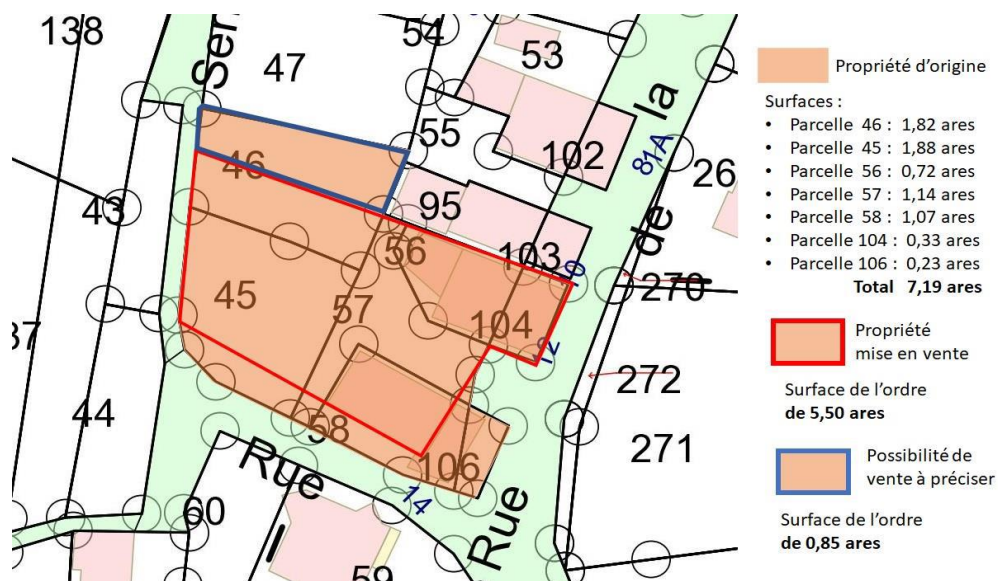 138
Ser
47
54
53
la
55
102
81A
26
46
95
43
de
56
103
10
270
45
57
104
12
37
272
44
58
271
106
Rue
14
60
Rue
59
Propriété d'origine
Surfaces :
• Parcelle 46 : 1,82 ares
• Parcelle 45 : 1,88 ares
• Parcelle 56 : 0,72 ares
• Parcelle 57 : 1,14 ares
• Parcelle 58 : 1,07 ares
• Parcelle 104 : 0,33 ares
• Parcelle 106 : 0,23 ares
Total 7,19 ares
Propriété
mise en vente
Surface de l'ordre
de 5,50 ares
Possibilité de
vente à préciser
Surface de l'ordre
de 0,85 ares